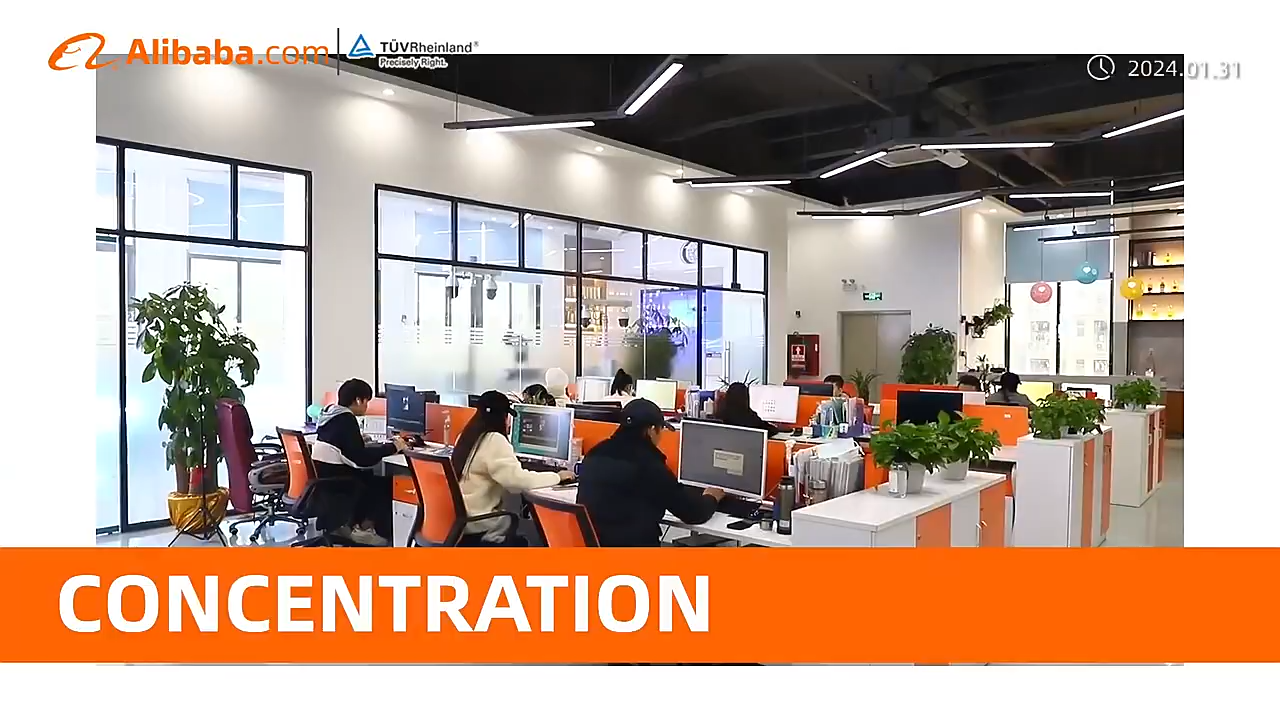 Alibaba.com
TÜVRheinland®
Precisely Right.
2024.01.31
CONCENTRATION